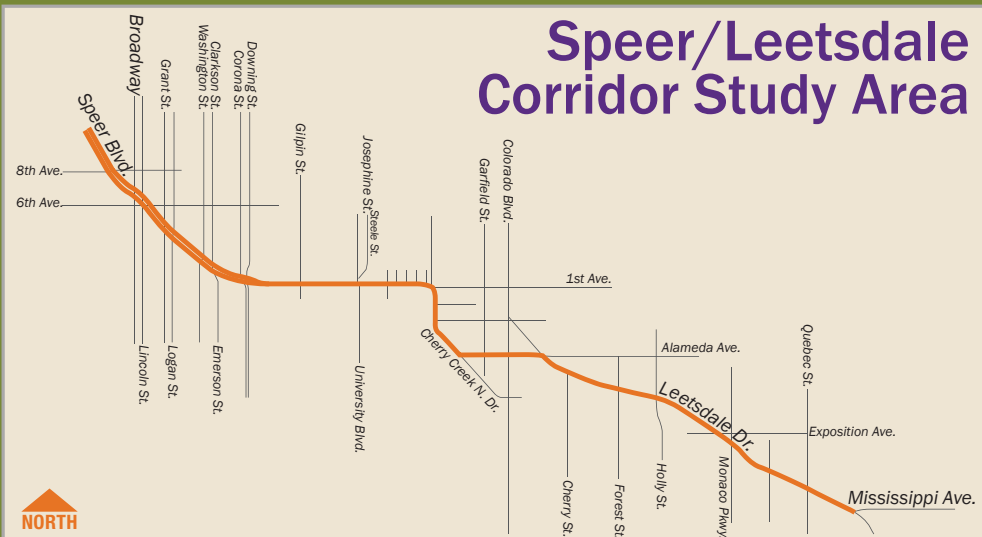 Speer/Leetsdale
Corridor Study Area
Broadway
Grant St.
Washington St.
Clarkson St.
Corona St.
Downing St.
Gilpin St.
Josephine St.
Steele St.
Garfield St.
Colorado Blvd.
Speer Blvd.
8th Ave.
6th Ave.
1st Ave.
Lincoln St.
Logan St.
Emerson St.
University Blvd.
Cherry Creek N. Dr.
Alameda Ave.
Quebec St.
Leetsdale Dr.
Exposition Ave.
Cherry St.
Forest St.
Holly St.
Monaco Pkwy.
Mississippi Ave.
NORTH